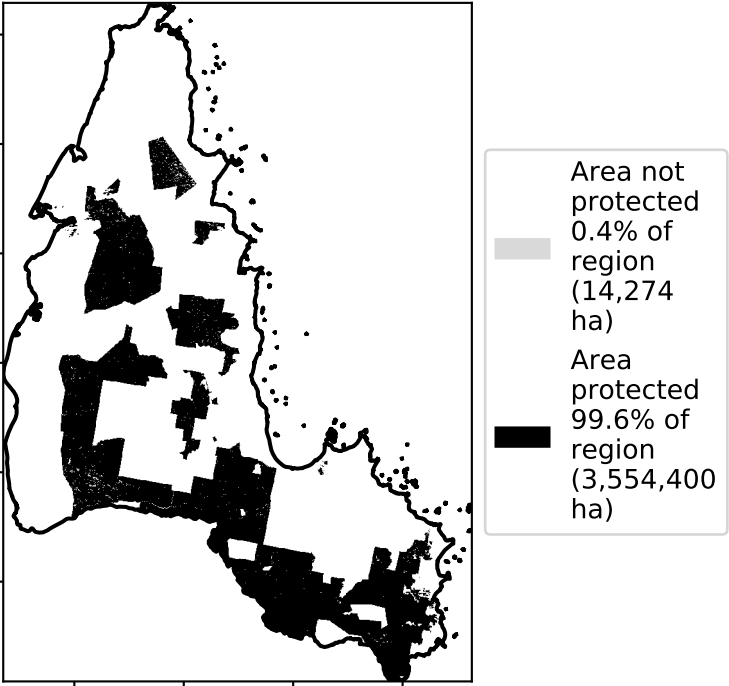 Area not
protected
0.4% of
region
(14,274
ha)
Area
protected
99.6% of
region
(3,554,400
ha)